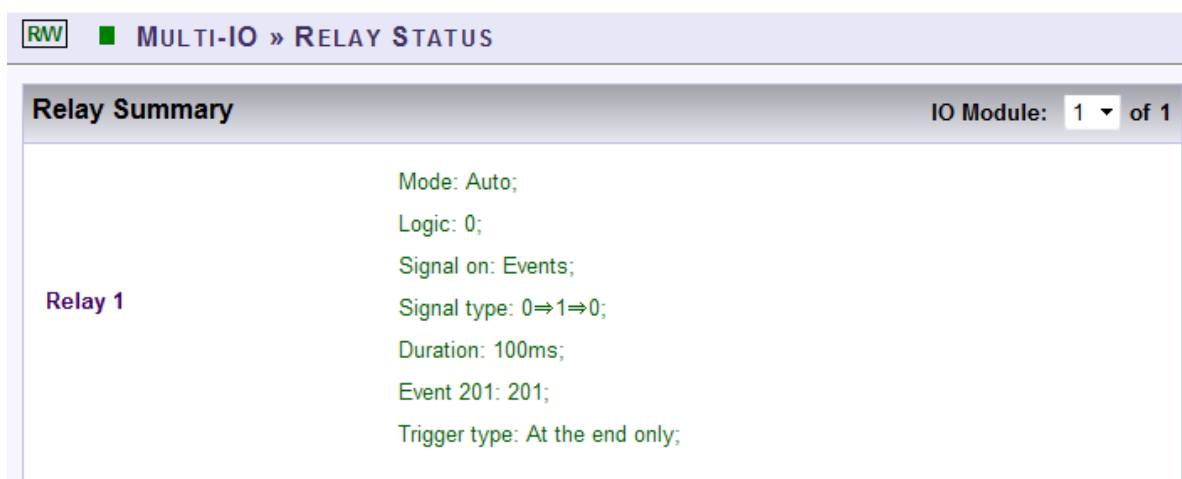 R/W MULTI-IO » RELAY STATUS
Relay Summary IO Module: 1 of 1
Mode: Auto;
Logic: 0;
Signal on: Events;
Relay 1
Signal type: 0⇒1⇒0;
Duration: 100ms;
Event 201: 201;
Trigger type: At the end only;